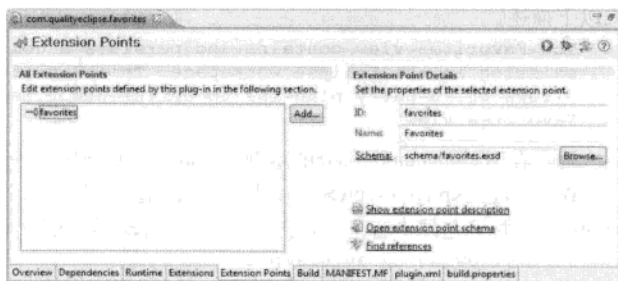 com.qualityeclipse.favorites
Extension Points
All Extension Points
Edit extension points defined by this plug-in in the following section.
favorites
Add...
Extension Point Details
Set the properties of the selected extension point.
ID: favorites
Name: Favorites
Schema: schema/favorites.exsd Browse...
Show extension point description
Open extension point schema
Find references
Overview Dependencies Runtime Extensions Extension Points Build MANIFEST.MF plugin.xml build.properties